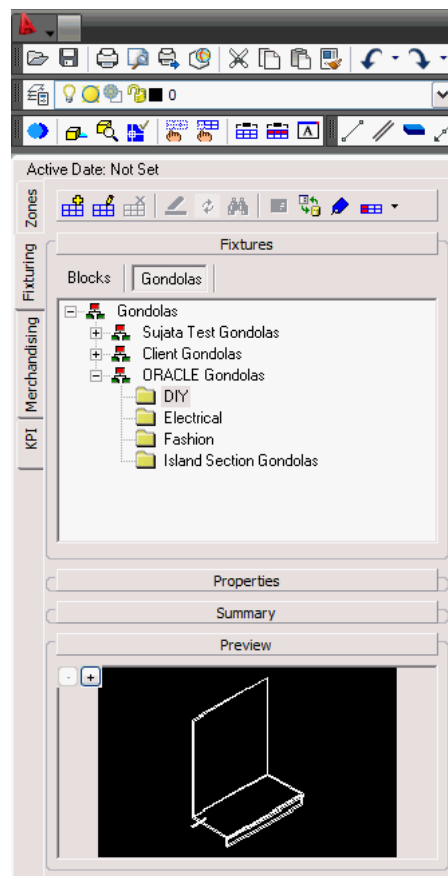 0
Active Date: Not Set
Zones
Fixturing
Merchandising
KPI
Fixtures
Blocks
Gondolas
Gondolas
Sujata Test Gondolas
Client Gondolas
ORACLE Gondolas
DIY
Electrical
Fashion
Island Section Gondolas
Properties
Summary
Preview